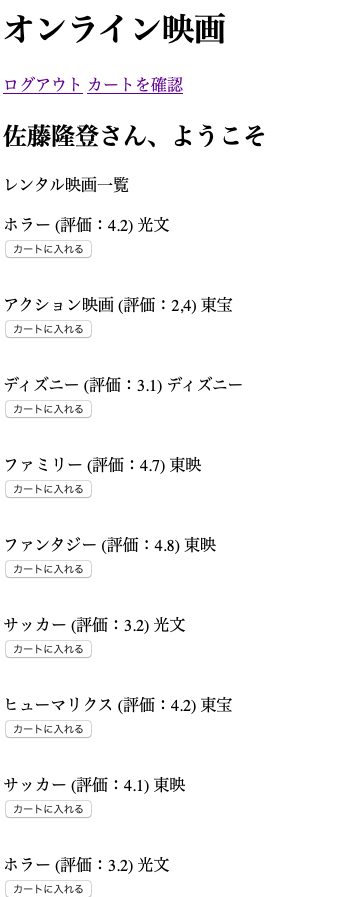 オンライン映画
ログアウト カートを確認
佐藤隆登さん、ようこそ
レンタル映画一覧
ホラー (評価：4.2) 光文
カートに入れる
アクション映画 (評価：2,4) 東宝
カートに入れる
ディズニー (評価：3.1) ディズニー
カートに入れる
ファミリー (評価：4.7) 東映
カートに入れる
ファンタジー (評価：4.8) 東映
カートに入れる
サッカー (評価：3.2) 光文
カートに入れる
ヒューマリクス (評価：4.2) 東宝
カートに入れる
サッカー (評価：4.1) 東映
カートに入れる
ホラー (評価：3.2) 光文
カートに入れる